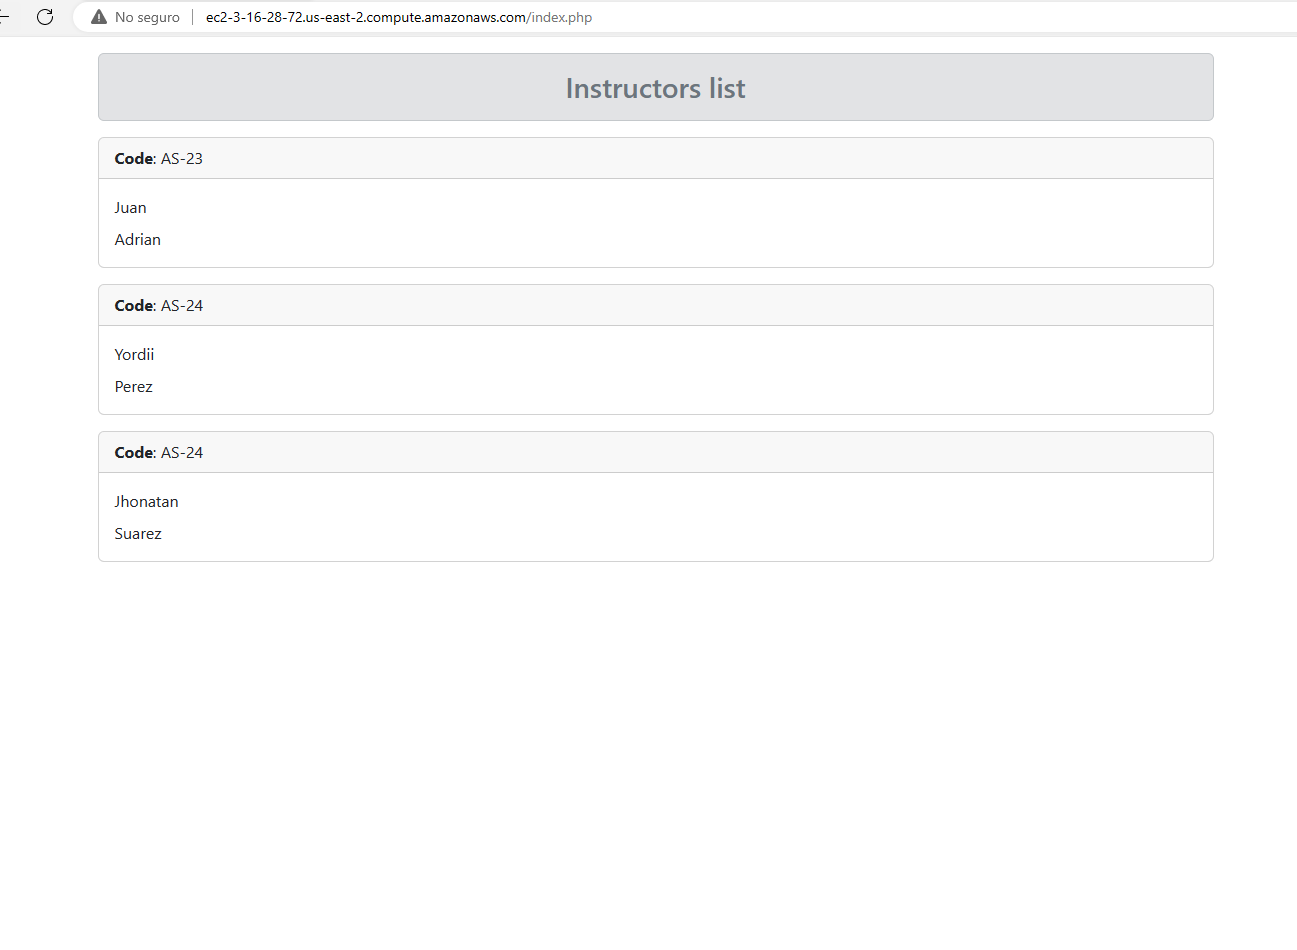 No seguro ec2-3-16-28-72.us-east-2.compute.amazonaws.com/index.php
Instructors list
Code: AS-23
Juan
Adrian
Code: AS-24
Yordii
Perez
Code: AS-24
Jhonatan
Suarez